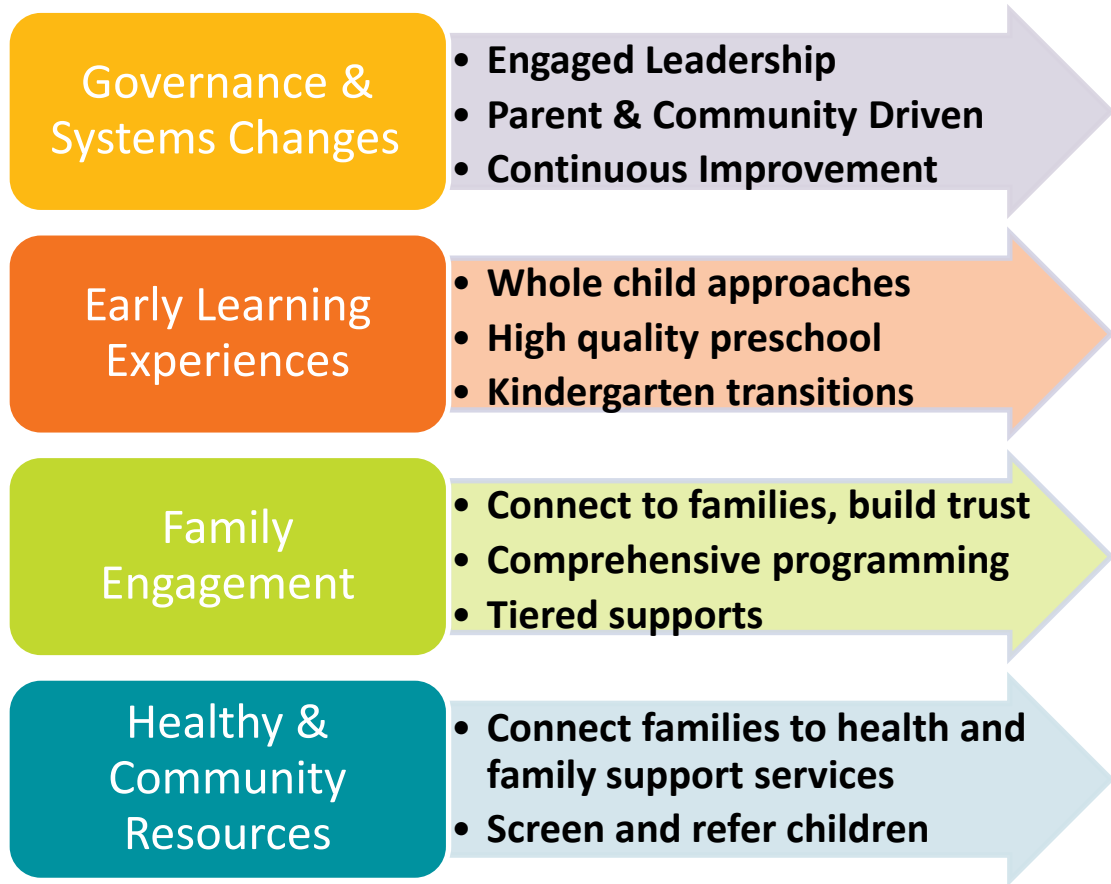 Governance &
Systems Changes
• Engaged Leadership
• Parent & Community Driven
• Continuous Improvement
Early Learning
Experiences
• Whole child approaches
• High quality preschool
• Kindergarten transitions
Family
Engagement
• Connect to families, build trust
• Comprehensive programming
• Tiered supports
Healthy &
Community
Resources
• Connect families to health and
family support services
• Screen and refer children